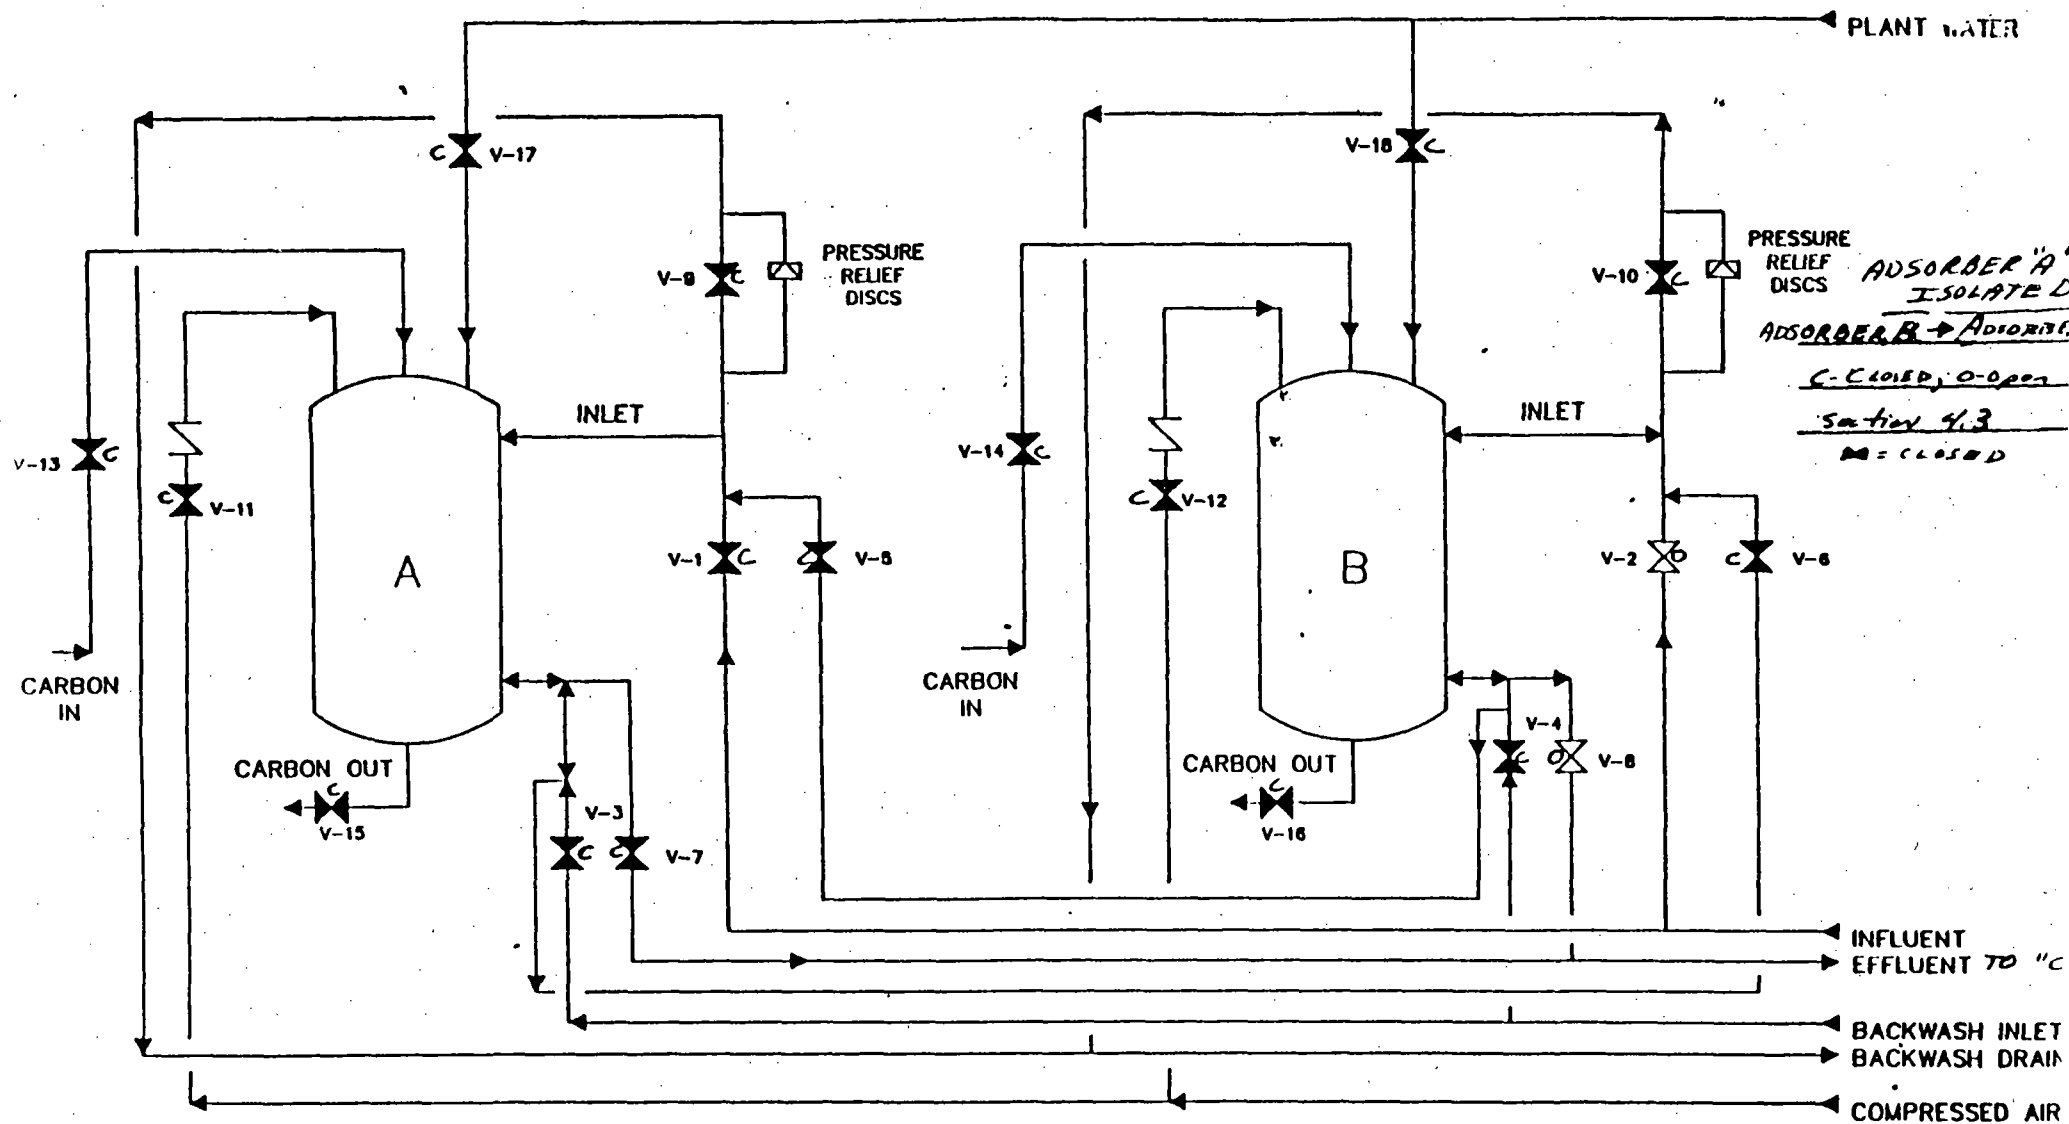 PLANT WATER
C V-17
V-18 C
V-9 C
PRESSURE
RELIEF
DISCS
V-10 C
PRESSURE
RELIEF
DISCS
ADSORBER "A"
ISOLATED
ADSORBER B →
C-CLOSED, O-Open
Section 4.3
= CLOSED
INLET
INLET
V-13 C
C V-11
V-14 C
C V-12
V-1 C
C V-5
V-2 O
C V-6
A
B
CARBON
IN
CARBON
IN
CARBON OUT
C
V-15
V-3
C
C V-7
CARBON OUT
C
V-16
V-4
C
O V-8
INFLUENT
EFFLUENT TO "C
BACKWASH INLET
BACKWASH DRAIN
COMPRESSED AIR